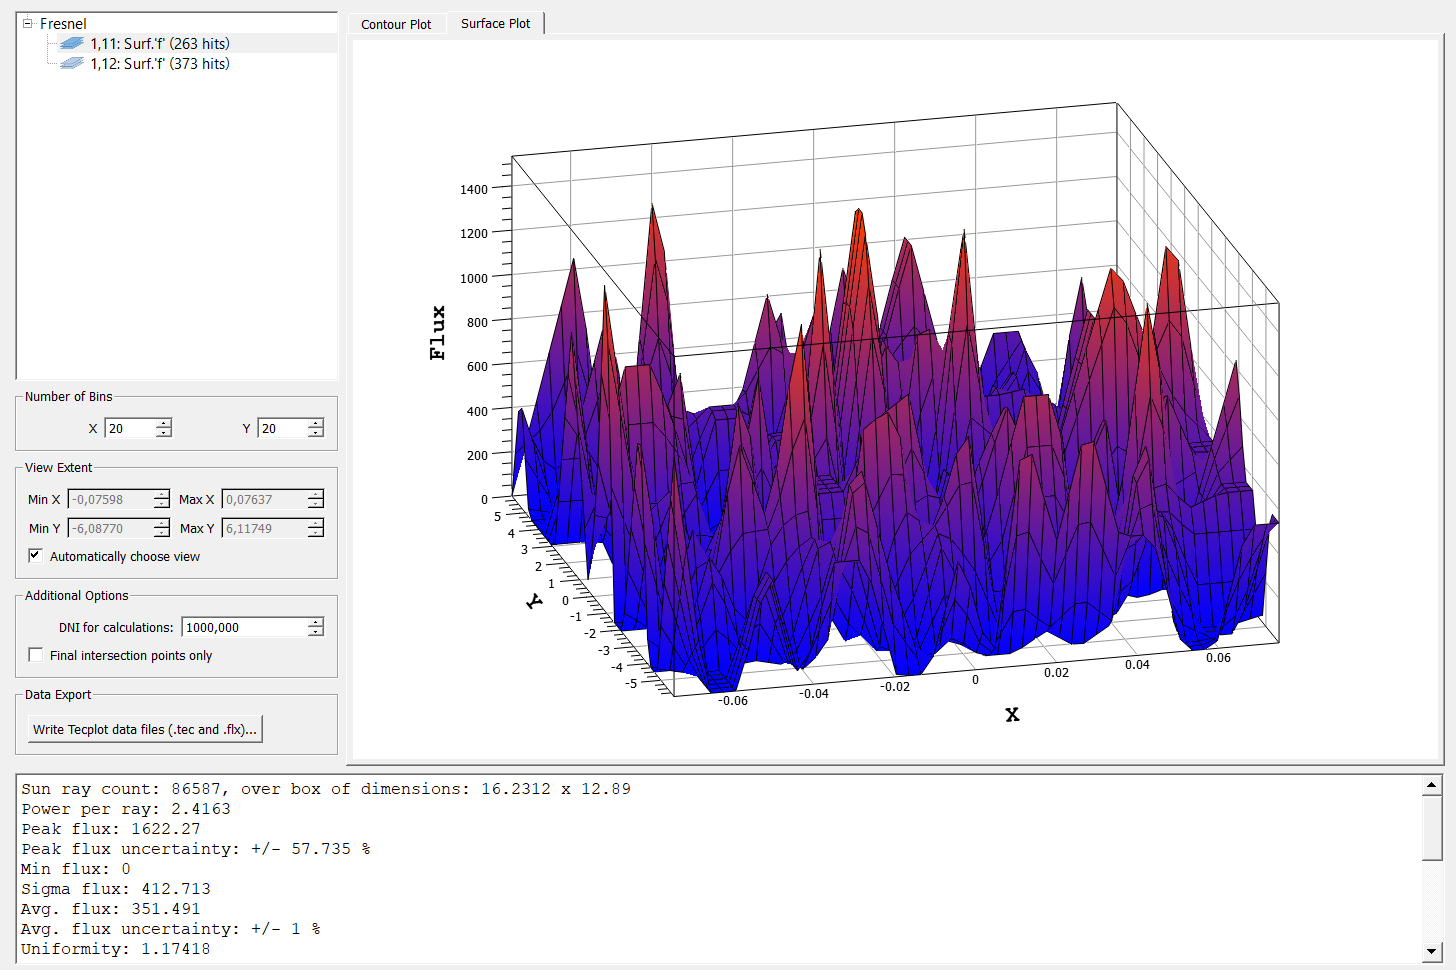 Fresnel
1,11: Surf.'f' (263 hits)
1,12: Surf.'f' (373 hits)
Number of Bins
X 20 Y 20
View Extent
Min X -0,07598 Max X 0,07637
Min Y -6,08770 Max Y 6,11749
Automatically choose view
Additional Options
DNI for calculations: 1000,000
Final intersection points only
Data Export
Write Tecplot data files (.tec and .flx)...
Contour Plot Surface Plot
Flux
1400
1200
1000
800
600
400
200
0
Y
5
4
3
2
1
0
-1
-2
-3
-4
-5
-0.06 -0.04 -0.02 0 0.02 0.04 0.06
X
Sun ray count: 86587, over box of dimensions: 16.2312 x 12.89
Power per ray: 2.4163
Peak flux: 1622.27
Peak flux uncertainty: +/- 57.735 %
Min flux: 0
Sigma flux: 412.713
Avg. flux: 351.491
Avg. flux uncertainty: +/- 1 %
Uniformity: 1.17418